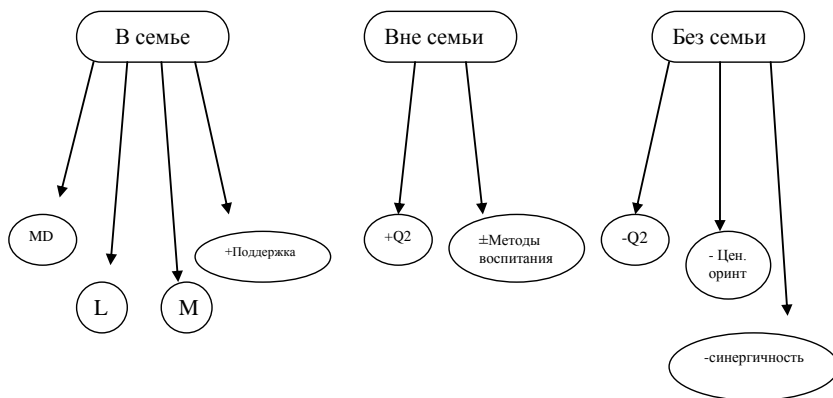 В семье
Вне семьи
Без семьи
MD
+Поддержка
+Q2
±Методы
воспитания
-Q2
- Цен.
оринт
L
M
-синергичность